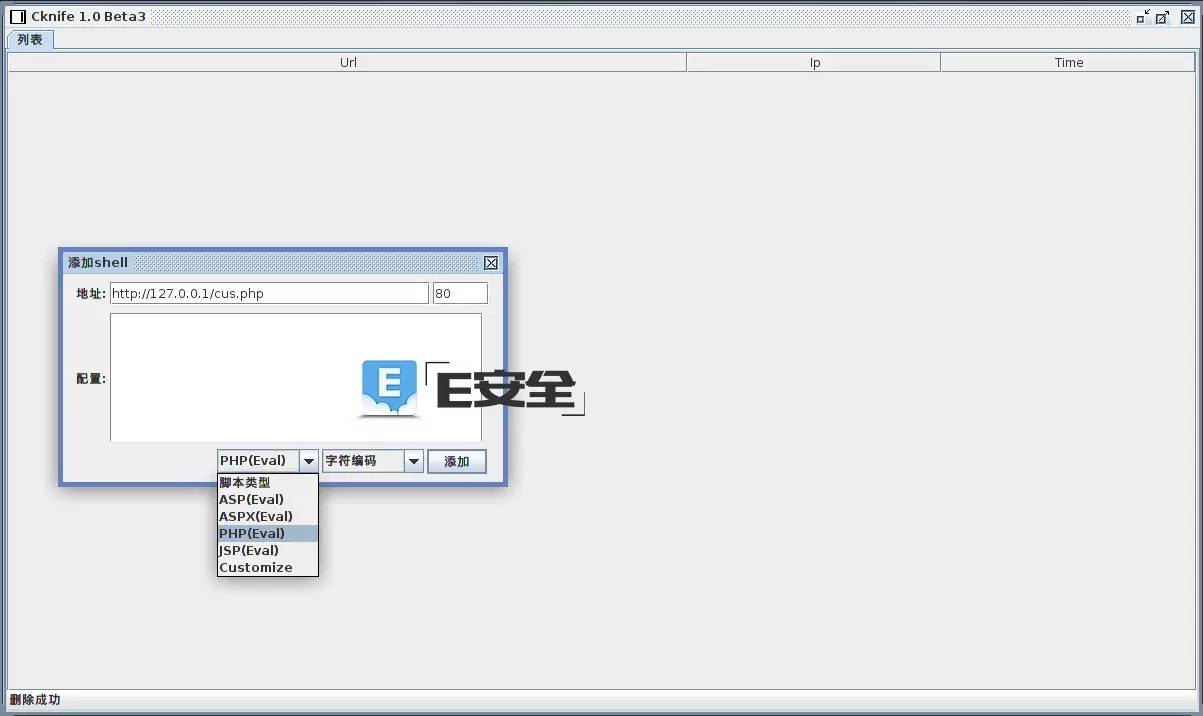 Cknife 1.0 Beta3
列表
Url Ip Time
添加shell
地址: http://127.0.0.1/cus.php 80
配置:
E E安全
PHP(Eval) 字符编码 添加
脚本类型
ASP(Eval)
ASPX(Eval)
PHP(Eval)
JSP(Eval)
Customize
删除成功